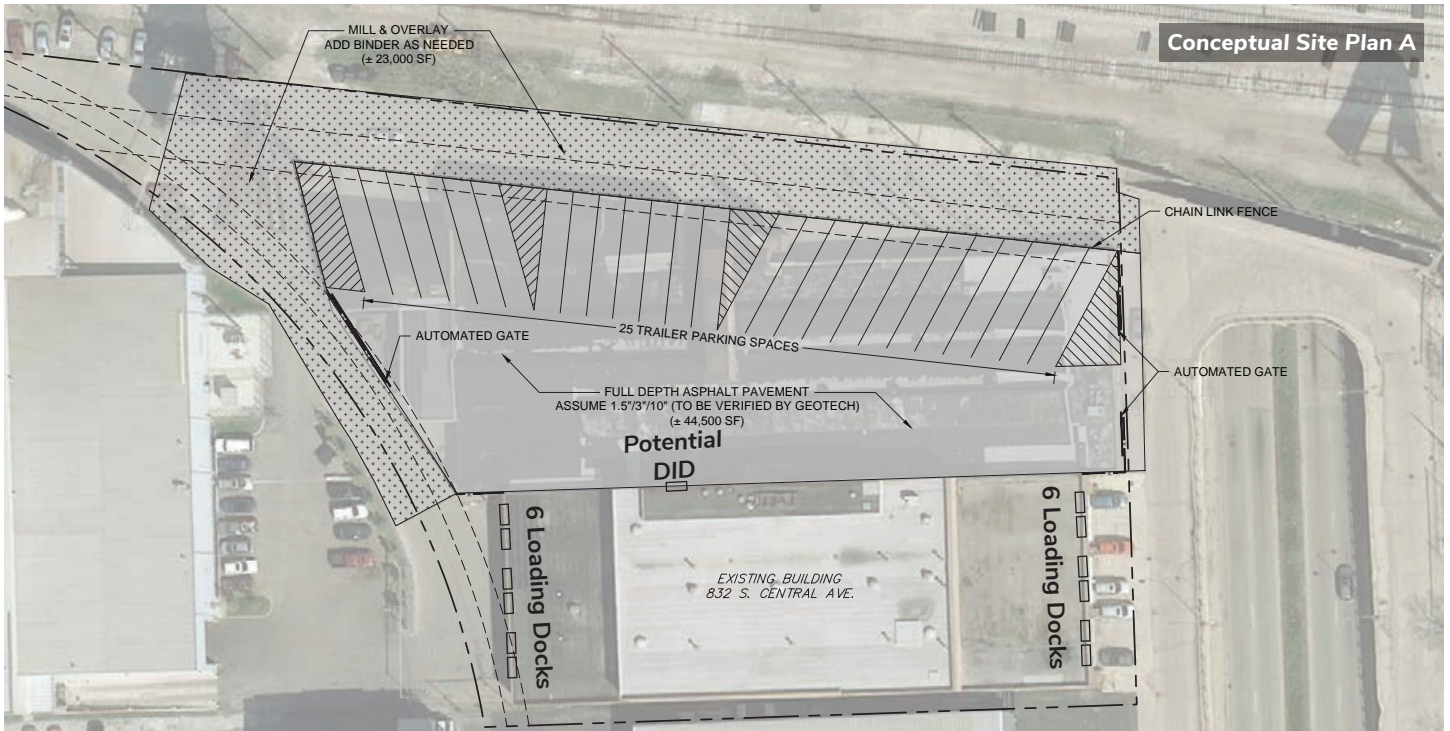 Conceptual Site Plan A
MILL & OVERLAY
ADD BINDER AS NEEDED
(± 23,000 SF)
CHAIN LINK FENCE
25 TRAILER PARKING SPACES
AUTOMATED GATE
AUTOMATED GATE
FULL DEPTH ASPHALT PAVEMENT
ASSUME 1.5"/3"/10" (TO BE VERIFIED BY GEOTECH)
(± 44,500 SF)
Potential
DID
6 Loading Docks
6 Loading Docks
EXISTING BUILDING
832 S. CENTRAL AVE.